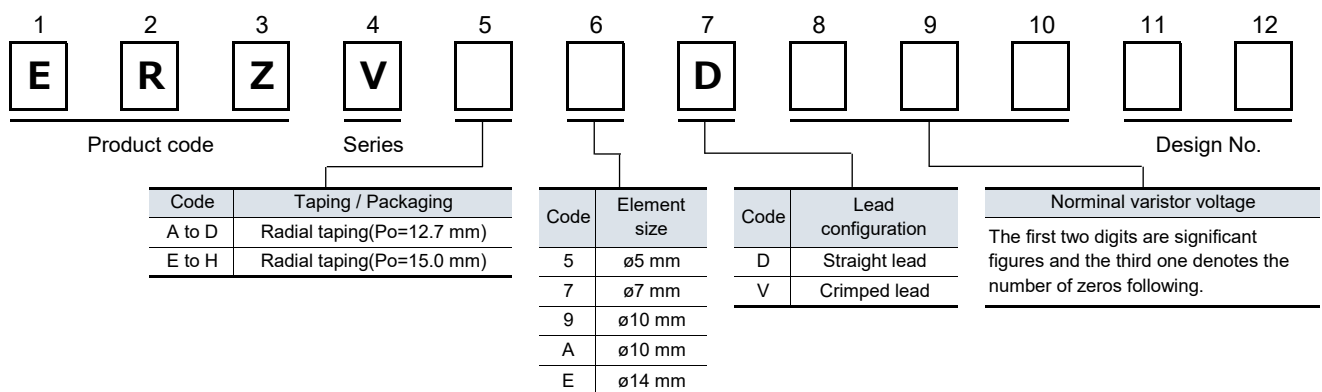 1 2 3 4 5 6 7 8 9 10 11 12
E R Z V D
Product code Series Design No.
Code Taping / Packaging
A to D Radial taping(Po=12.7 mm)
E to H Radial taping(Po=15.0 mm)
Code Element size
5 ø5 mm
7 ø7 mm
9 ø10 mm
A ø10 mm
E ø14 mm
Code Lead configuration
D Straight lead
V Crimped lead
Norminal varistor voltage
The first two digits are significant
figures and the third one denotes the
number of zeros following.